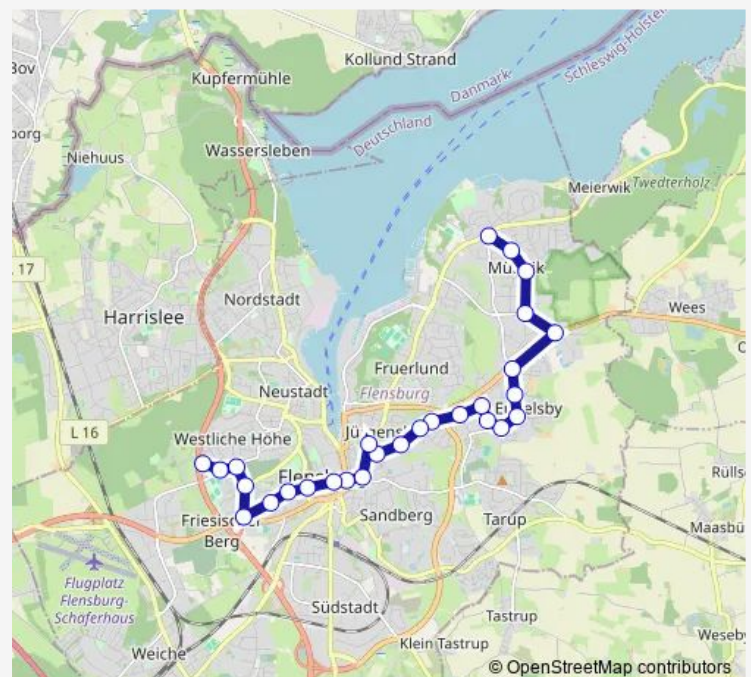 Bov
Kollund Strand
Kupfermühle
Danmark
Schleswig-Holstein
Deutschland
borg
Niehuus
Wassersleben
Meierwik
Twedterholz
17
Nordstadt
Harrislee
Wees
Fruerlund
Flensburg
Neustadt
L 16
Westliche Höhe
Friesischer
Berg
Sandberg
Tarup
Maasbü
Flugplatz
Flensburg-
Schäferhaus
Südstadt
Tastrup
Weiche
Klein Tastrup
© OpenStreetMap contributors